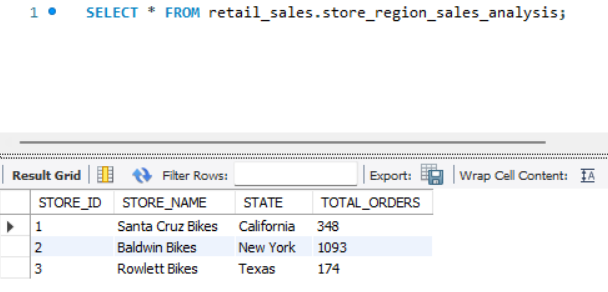 1 SELECT * FROM retail_sales.store_region_sales_analysis;
Result Grid Filter Rows: Export: Wrap Cell Content: IA
STORE_ID STORE_NAME STATE TOTAL_ORDERS
1 Santa Cruz Bikes California 348
2 Baldwin Bikes New York 1093
3 Rowlett Bikes Texas 174